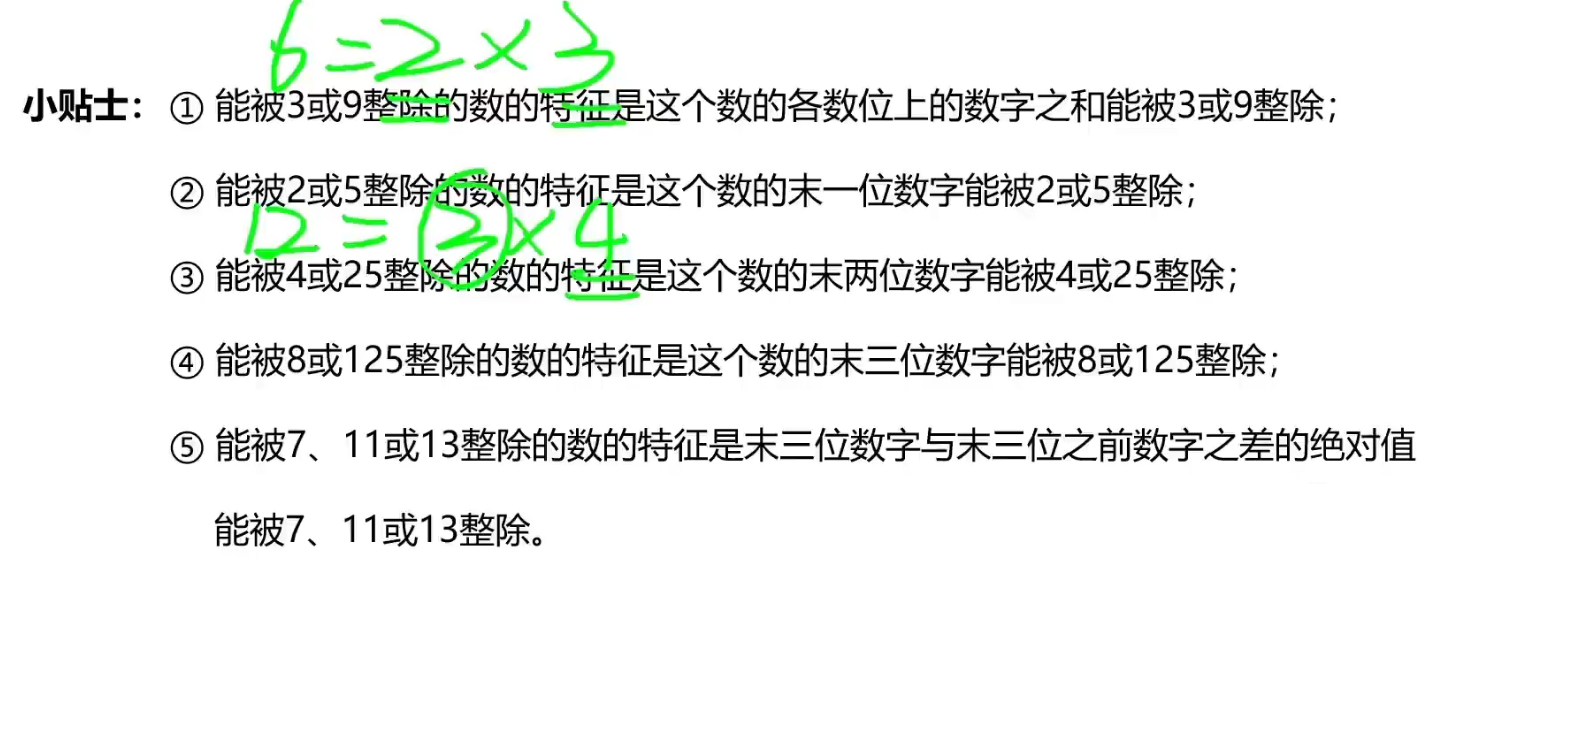 6=2×3
小贴士： ① 能被3或9整除的数的特征是这个数的各数位上的数字之和能被3或9整除；
② 能被2或5整除的数的特征是这个数的末一位数字能被2或5整除；
12=3×4
③ 能被4或25整除的数的特征是这个数的末两位数字能被4或25整除；
④ 能被8或125整除的数的特征是这个数的末三位数字能被8或125整除；
⑤ 能被7、11或13整除的数的特征是末三位数字与末三位之前数字之差的绝对值
能被7、11或13整除。